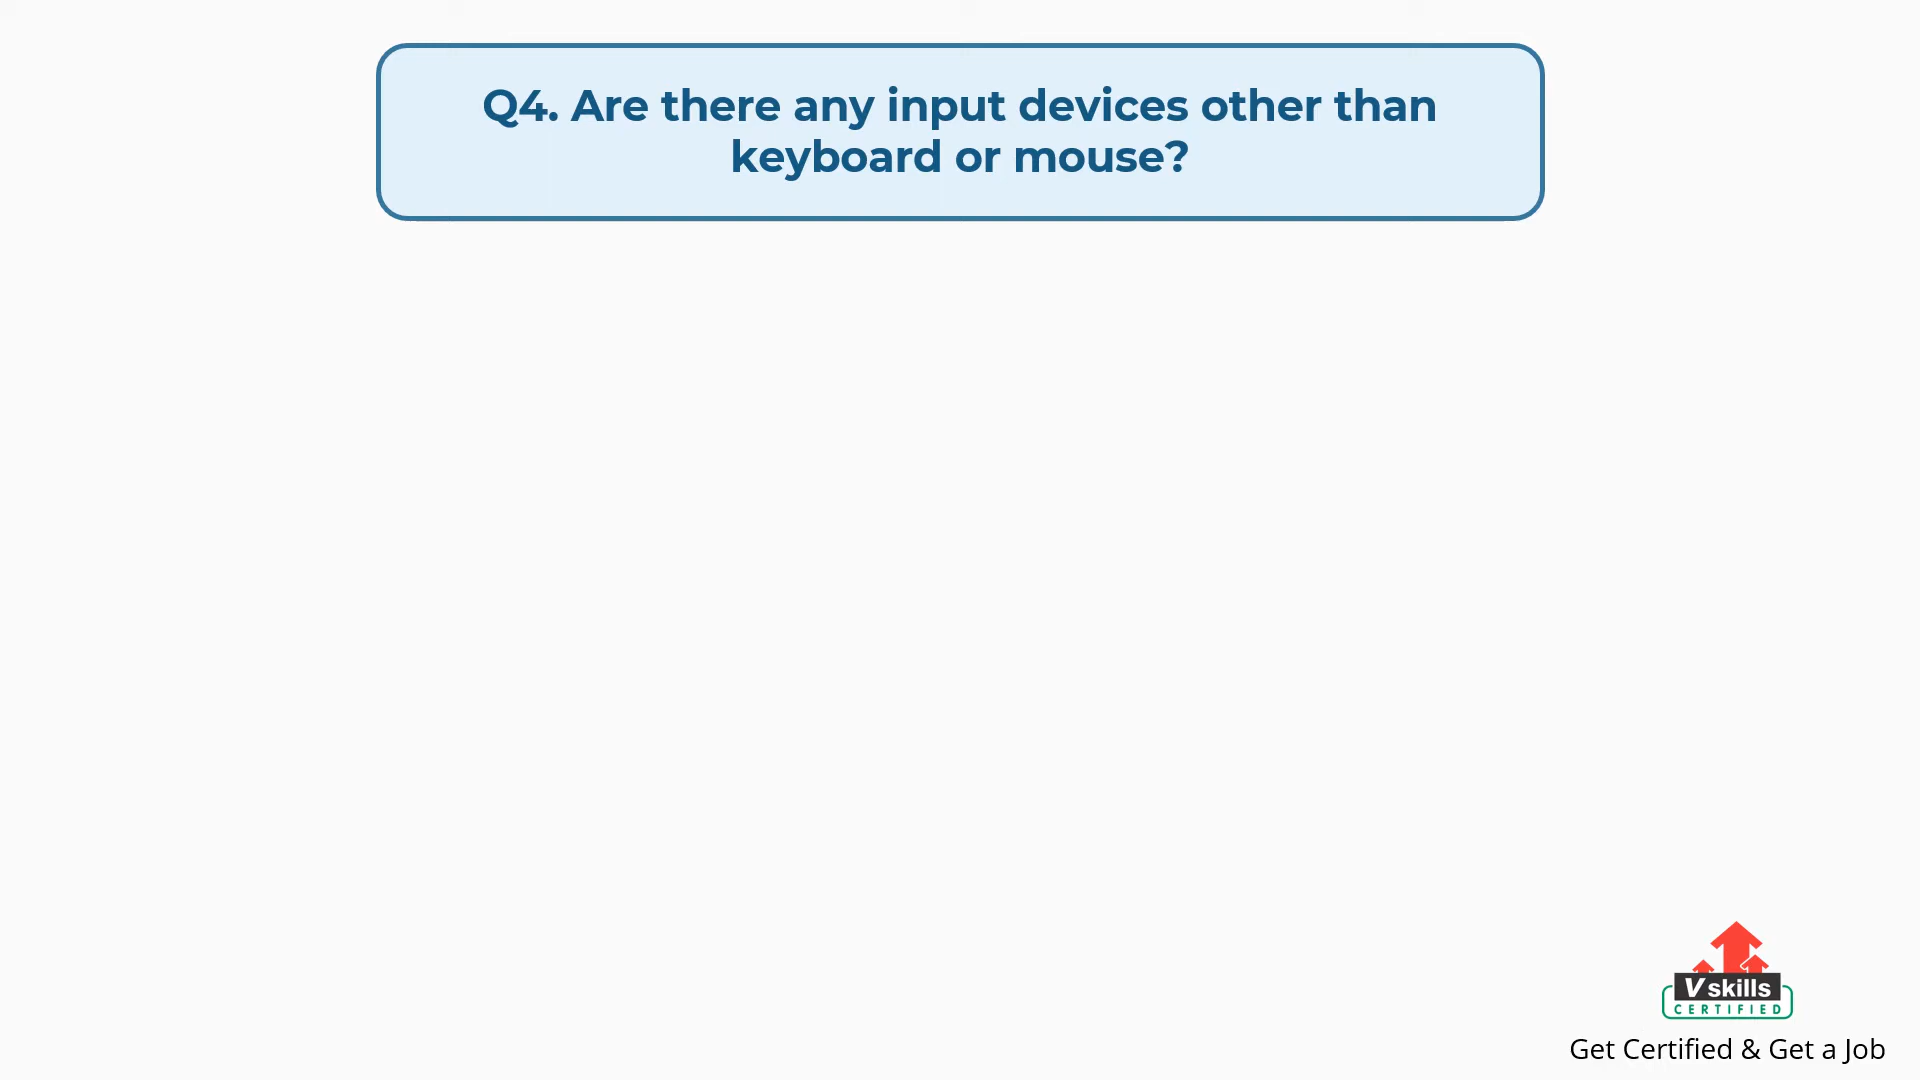 Q4. Are there any input devices other than
keyboard or mouse?
Vskills
CERTIFIED
Get Certified & Get a Job